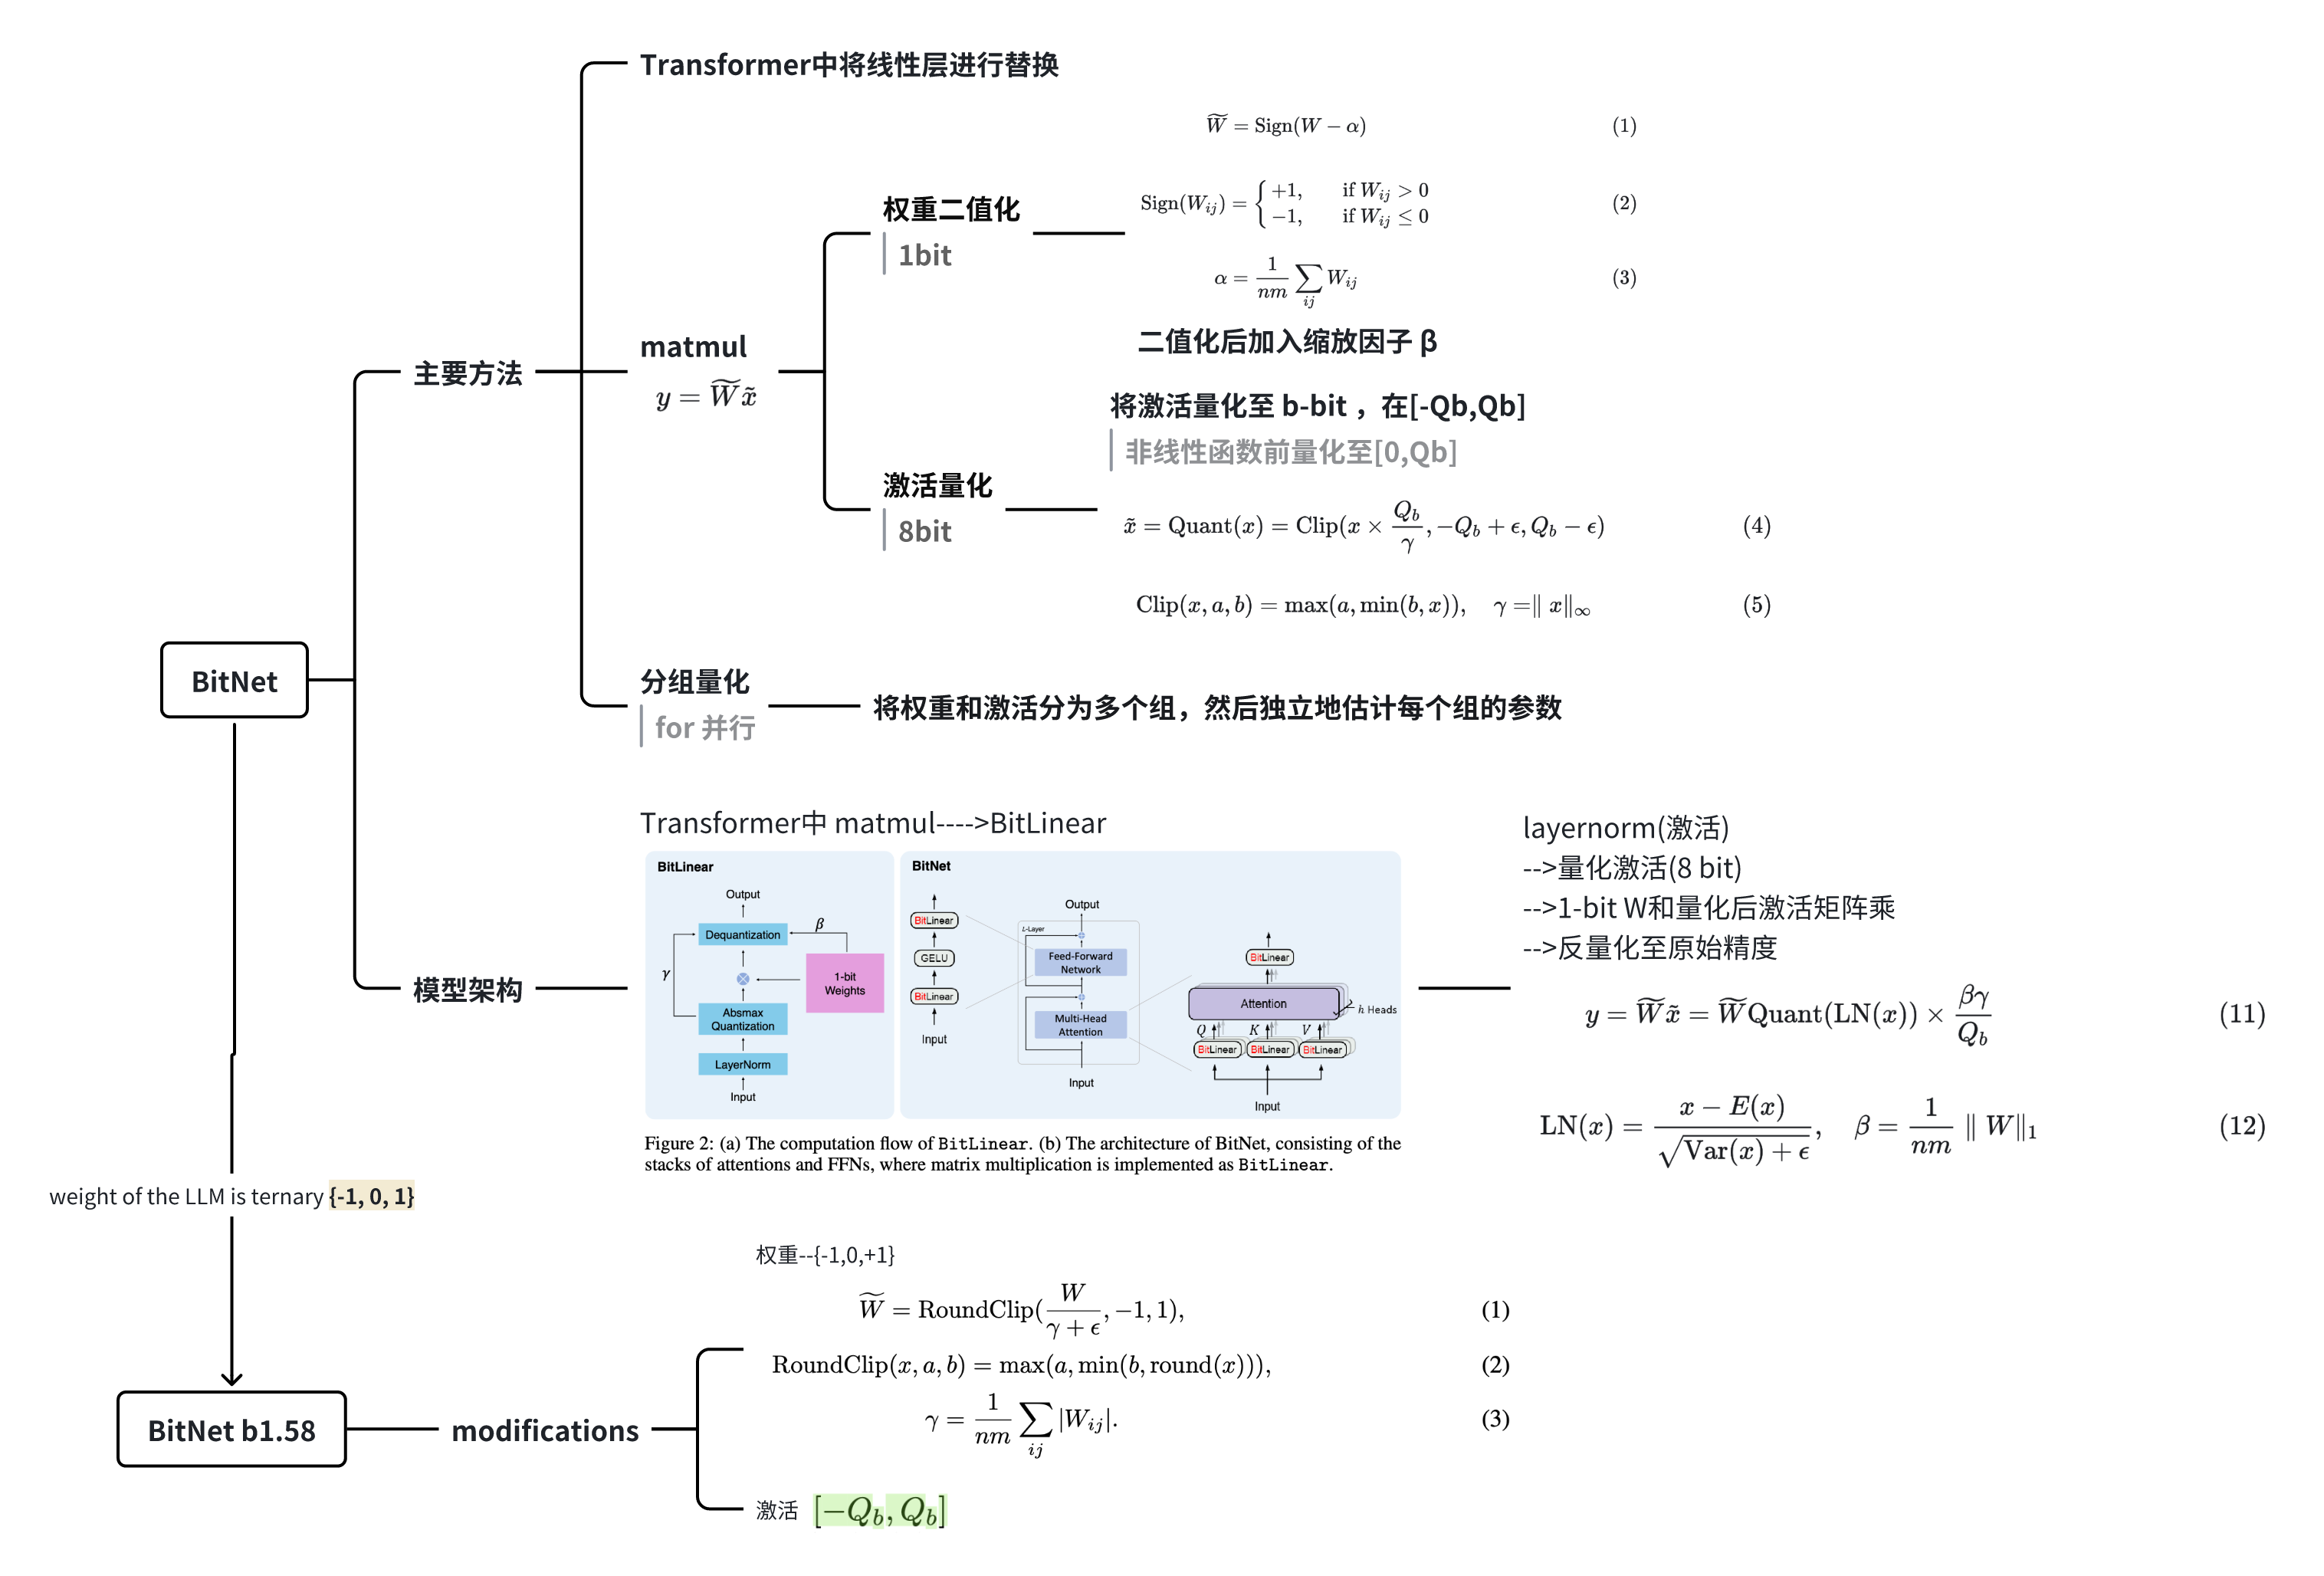 Transformer中将线性层进行替换
W̃ = Sign(W − α) (1)
权重二值化
1bit
Sign(W_ij) = { +1, if W_ij > 0
−1, if W_ij ≤ 0 (2)
α = 1/nm ∑_ij W_ij (3)
二值化后加入缩放因子 β
主要方法
matmul
y = W̃x̃
将激活量化至 b-bit ，在[-Qb,Qb]
非线性函数前量化至[0,Qb]
激活量化
8bit
x̃ = Quant(x) = Clip(x × Q_b/γ, −Q_b + ϵ, Q_b − ϵ) (4)
Clip(x, a, b) = max(a, min(b, x)), γ =∥ x∥_∞ (5)
BitNet
分组量化
for 并行
将权重和激活分为多个组，然后独立地估计每个组的参数
模型架构
Transformer中 matmul---->BitLinear
BitLinear
Output
Dequantization
β
γ
1-bit
Weights
Absmax
Quantization
LayerNorm
Input
BitNet
BitLinear
GELU
BitLinear
Input
Output
L-Layer
Feed-Forward
Network
Multi-Head
Attention
Input
BitLinear
Attention
h Heads
Q K V
BitLinear BitLinear BitLinear
Input
Figure 2: (a) The computation flow of BitLinear. (b) The architecture of BitNet, consisting of the
stacks of attentions and FFNs, where matrix multiplication is implemented as BitLinear.
layernorm(激活)
-->量化激活(8 bit)
-->1-bit W和量化后激活矩阵乘
-->反量化至原始精度
y = W̃x̃ = W̃Quant(LN(x)) × βγ/Q_b (11)
LN(x) = (x − E(x))/√(Var(x) + ϵ), β = 1/nm ∥ W∥_1 (12)
weight of the LLM is ternary {-1, 0, 1}
BitNet b1.58
modifications
权重--{-1,0,+1}
W̃ = RoundClip(W/(γ + ϵ), −1, 1), (1)
RoundClip(x, a, b) = max(a, min(b, round(x))), (2)
γ = 1/nm ∑_ij |W_ij|. (3)
激活 [−Q_b, Q_b]